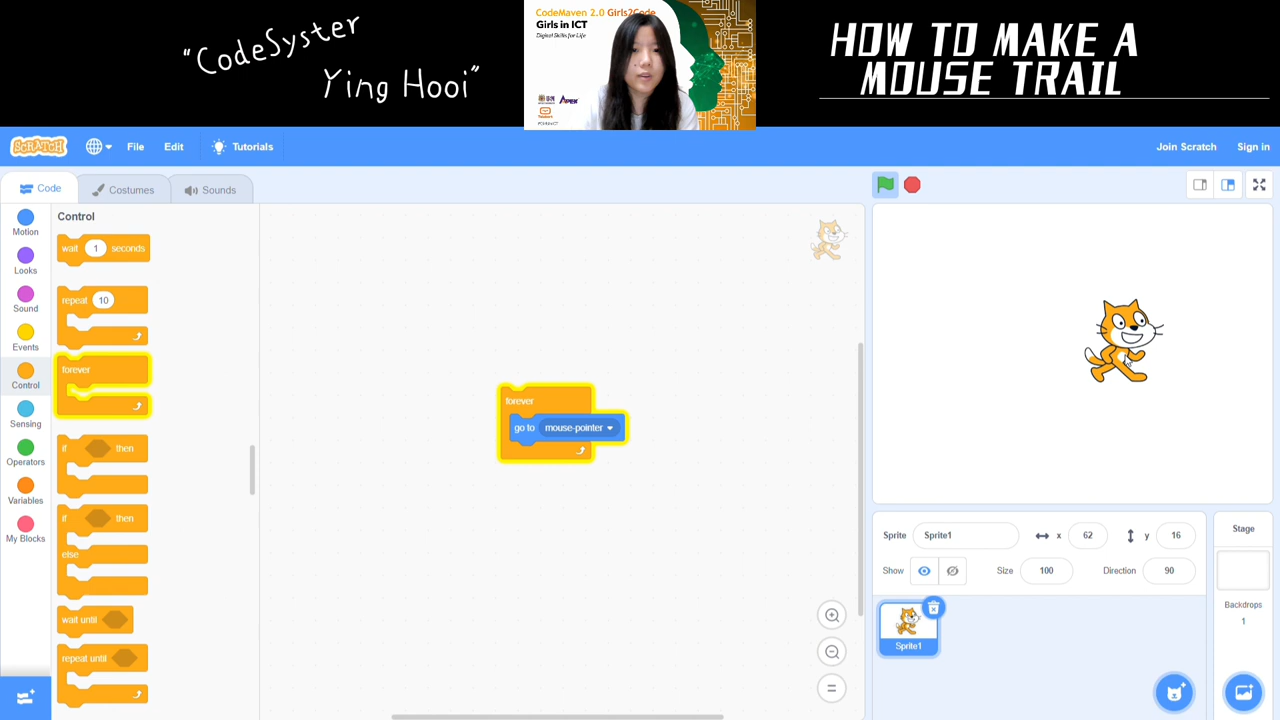 "CodeSyster
Ying Hooi"
CodeMaven 2.0 Girls2Code
Girls in ICT
Digital Skills for Life
HOW TO MAKE A
MOUSE TRAIL
SCRATCH
File
Edit
Tutorials
Join Scratch
Sign in
Code
Costumes
Sounds
Motion
Looks
Sound
Events
Control
Sensing
Operators
Variables
My Blocks
Control
wait 1 seconds
repeat 10
forever
if then
if then
else
wait until
repeat until
forever
go to mouse-pointer
Sprite Sprite1 x 62 y 16
Show Size 100 Direction 90
Sprite1
Stage
Backdrops
1